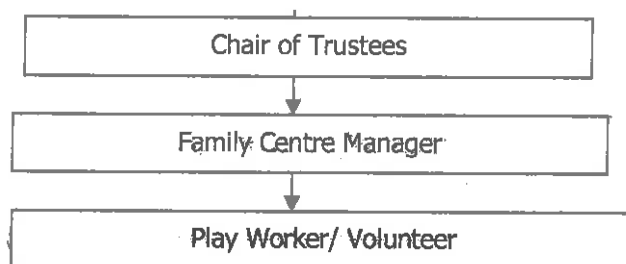 Chair of Trustees
Family Centre Manager
Play Worker/ Volunteer